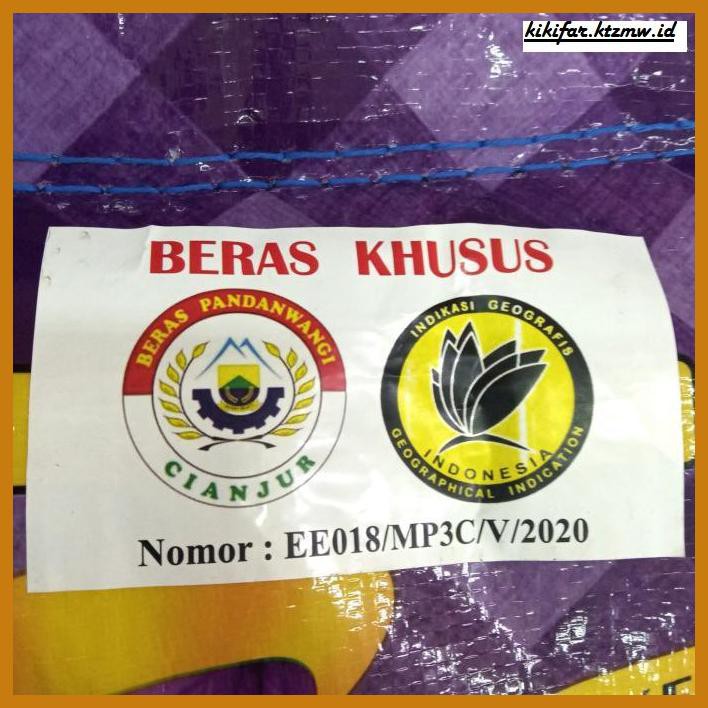 kikifar.ktzmw.id
BERAS KHUSUS
BERAS PANDANWANGI
CIANJUR
INDIKASI GEOGRAFIS
INDONESIA
GEOGRAPHICAL INDICATION
Nomor : EE018/MP3C/V/2020